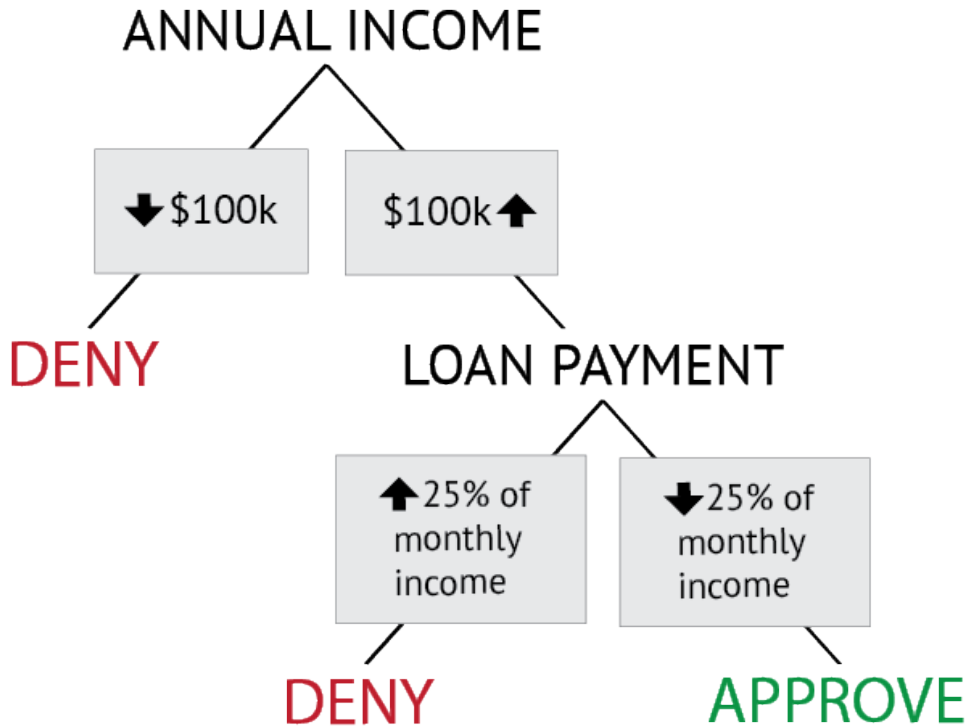 ANNUAL INCOME
$100k
$100k
DENY
LOAN PAYMENT
25% of
monthly
income
25% of
monthly
income
DENY
APPROVE